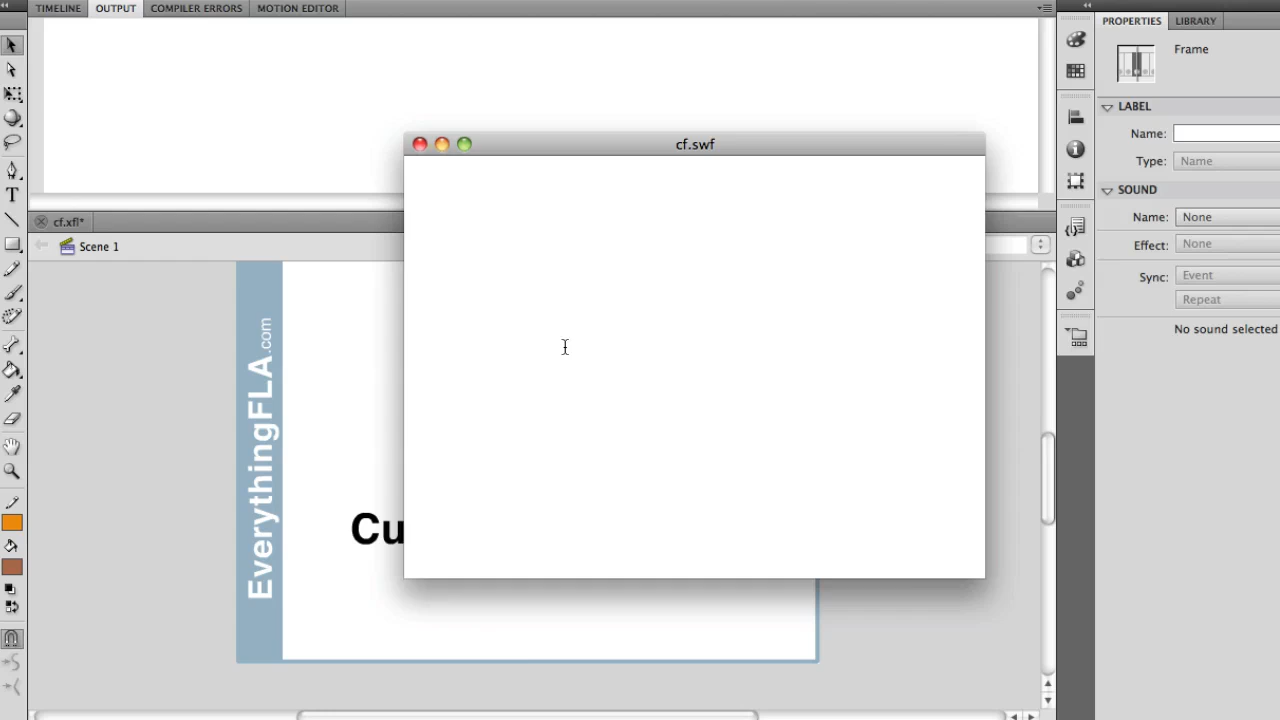 TIMELINE
OUTPUT
COMPILER ERRORS
MOTION EDITOR
PROPERTIES
LIBRARY
Frame
LABEL
Name:
Type: Name
SOUND
Name: None
Effect: None
Sync: Event
Repeat
No sound selected
cf.swf
cf.xfl*
Scene 1
EverythingFLA.com
Cu
T